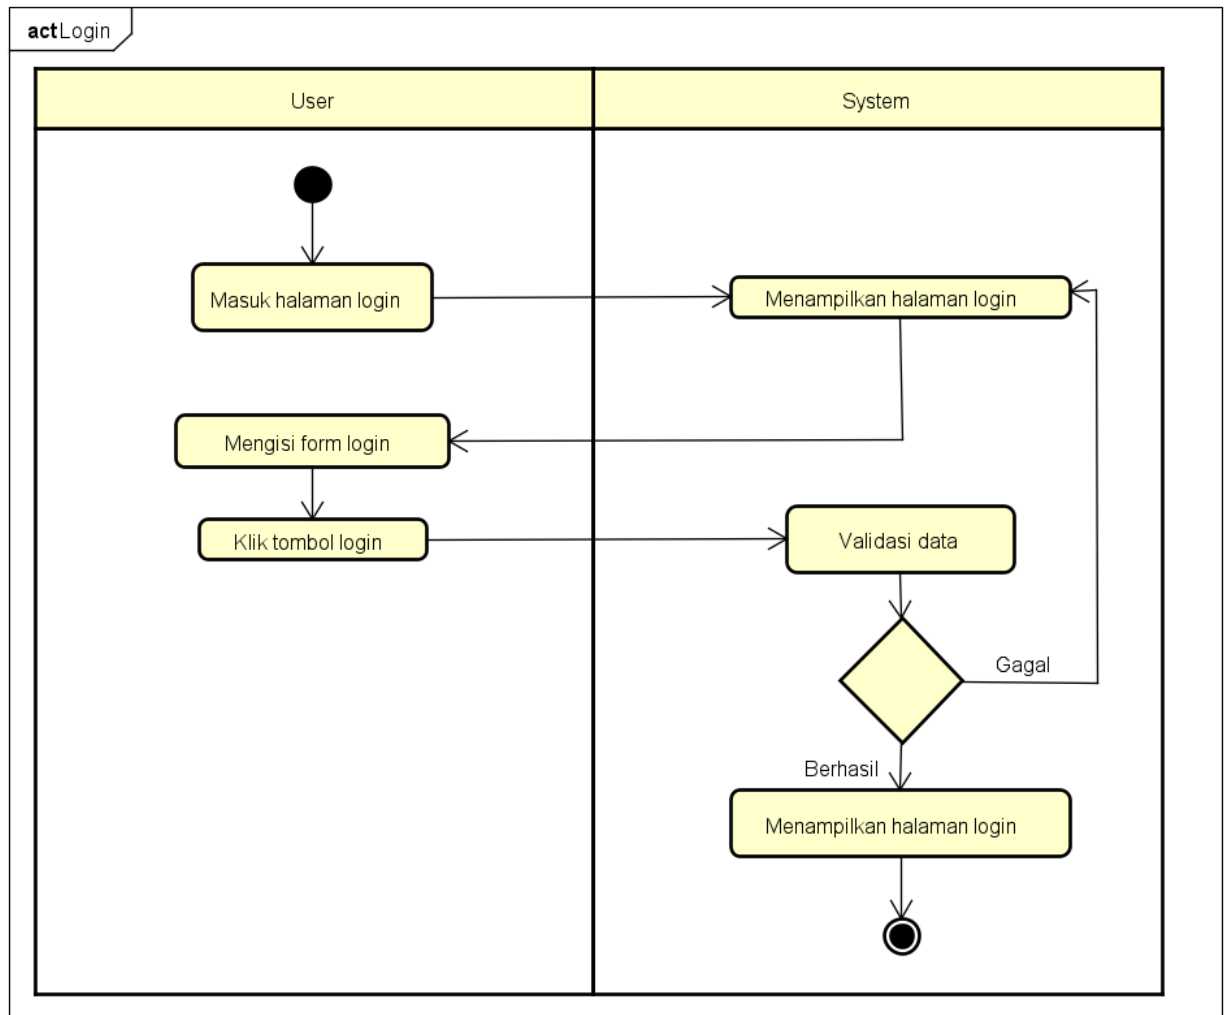 actLogin
User
System
Masuk halaman login
Menampilkan halaman login
Mengisi form login
Klik tombol login
Validasi data
Gagal
Berhasil
Menampilkan halaman login